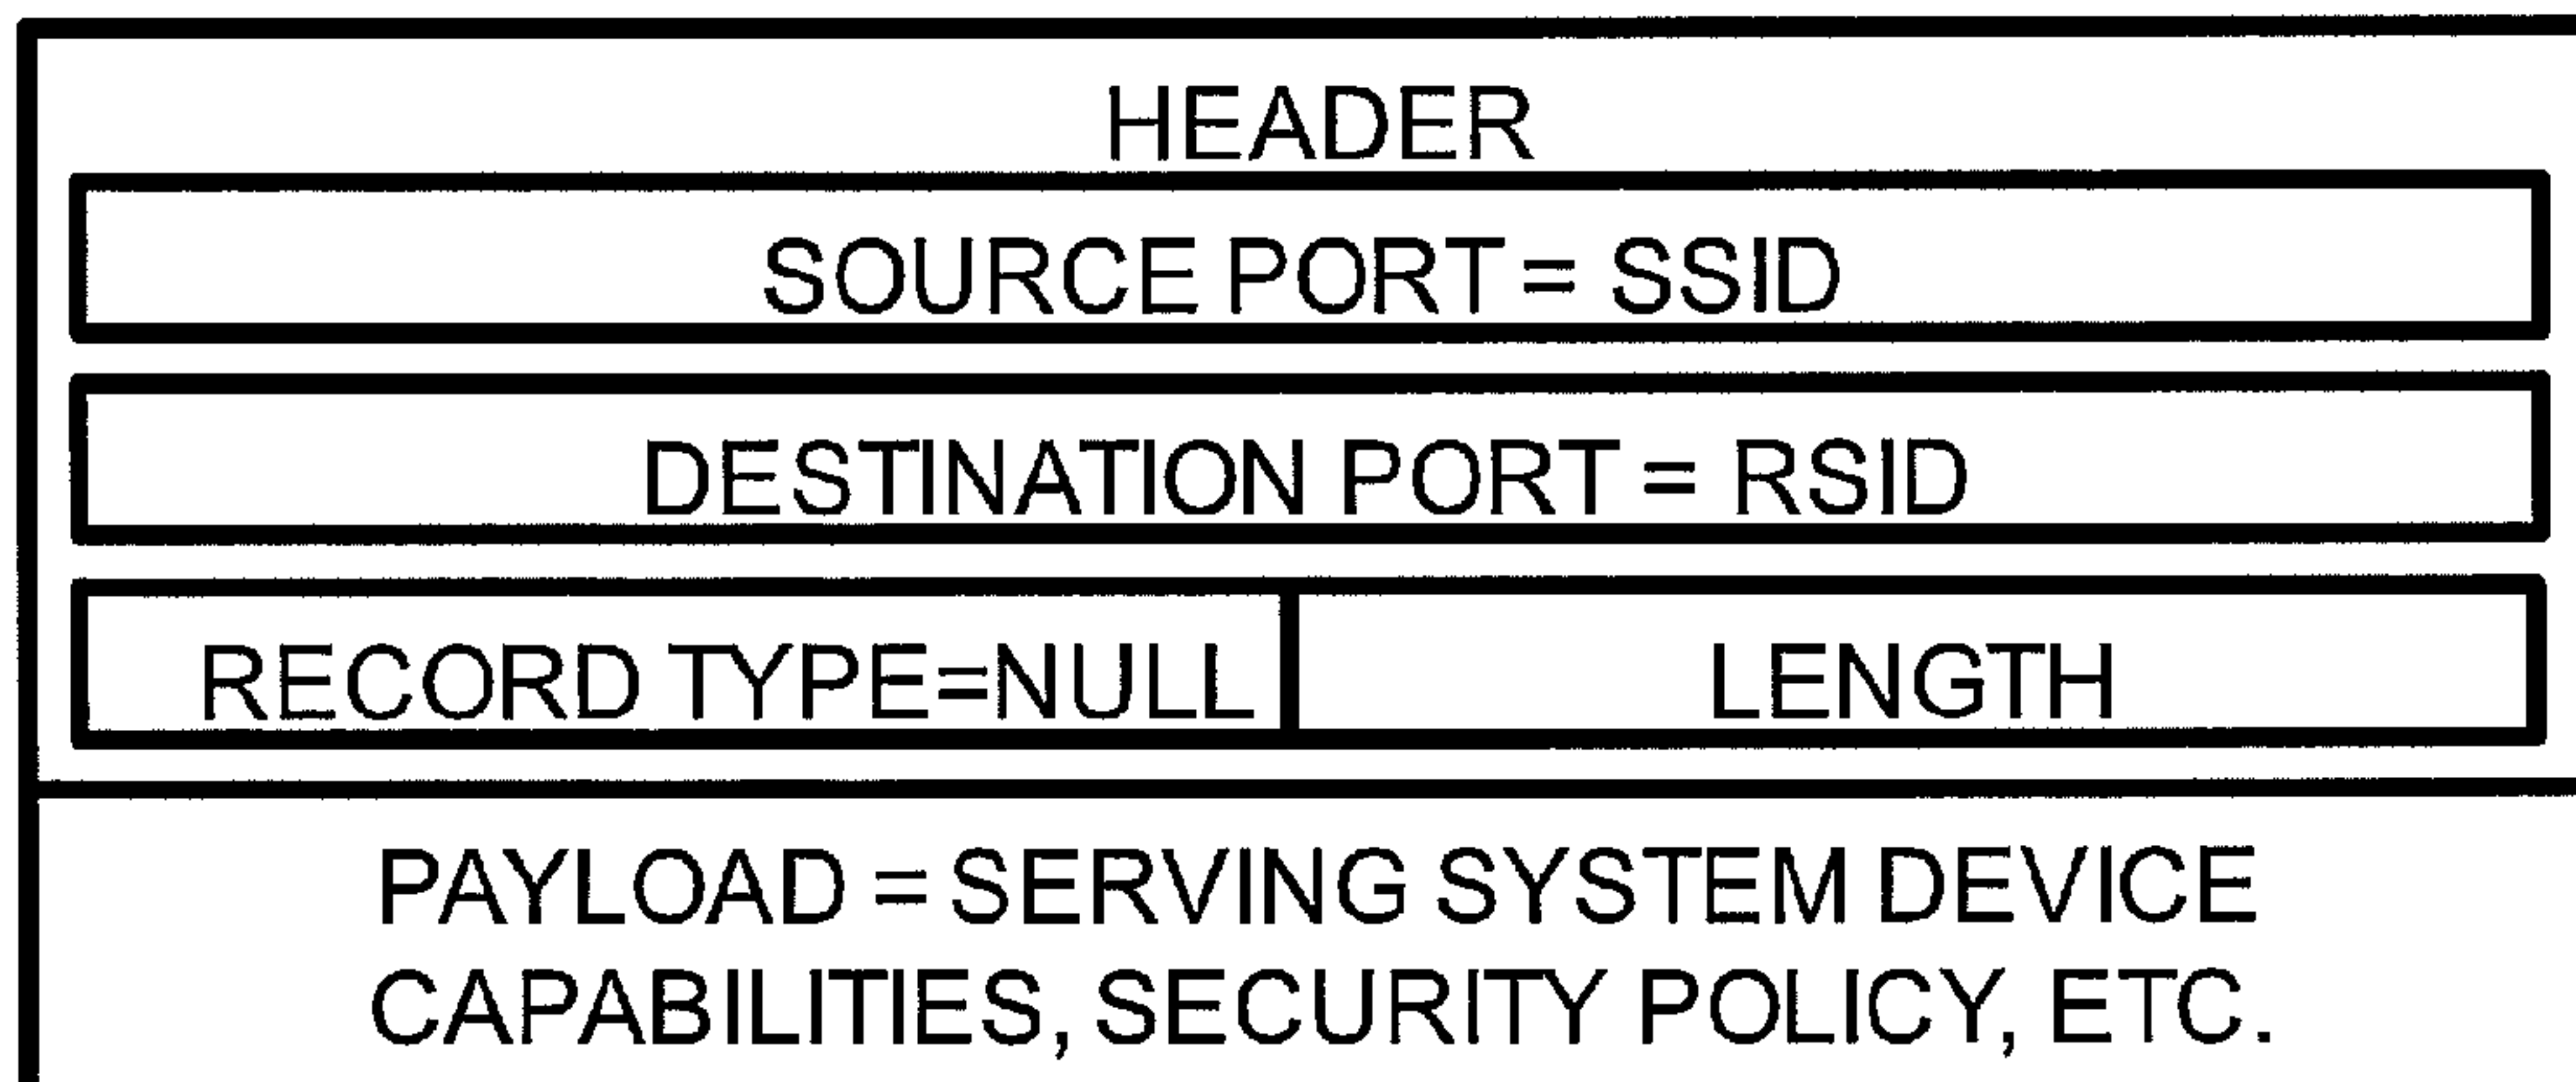 HEADER
SOURCE PORT = SSID
DESTINATION PORT = RSID
RECORD TYPE=NULL
LENGTH
PAYLOAD = SERVING SYSTEM DEVICE
CAPABILITIES, SECURITY POLICY, ETC.